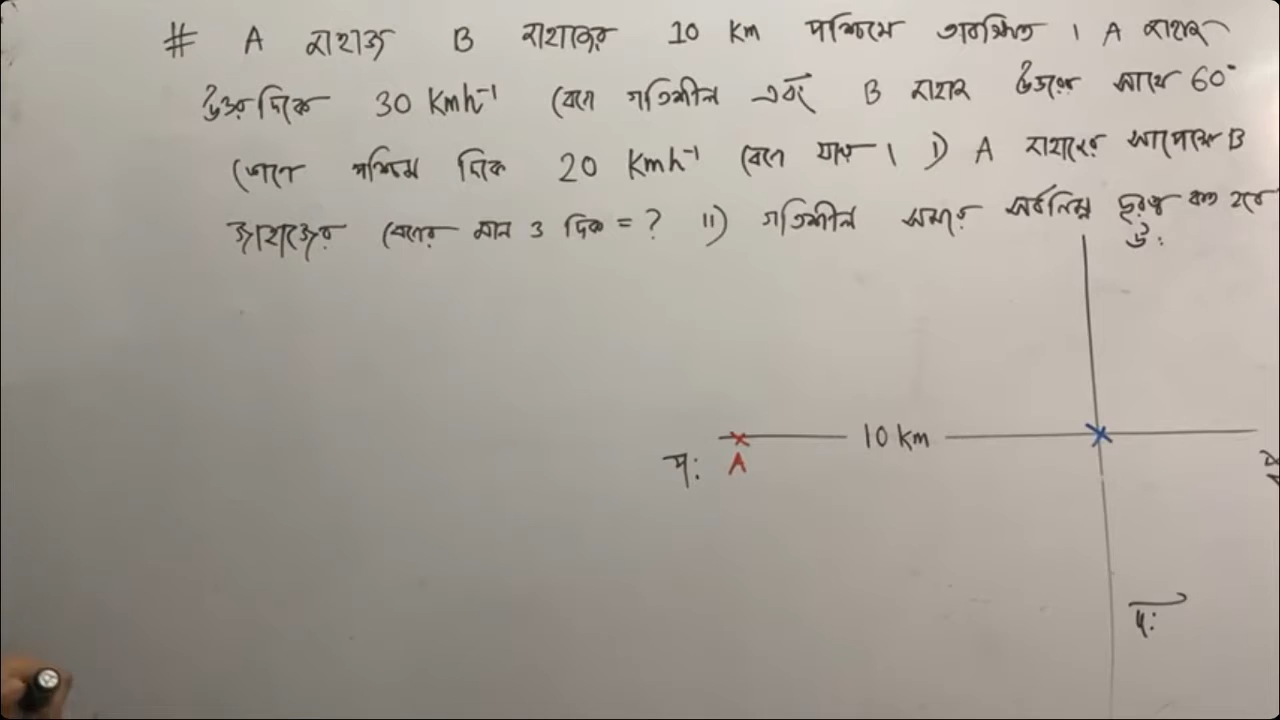 # A জাহাজ B জাহাজের 10 km পশ্চিমে অবস্থিত । A জাহাজ
উত্তর দিকে 30 Kmh⁻¹ বেগে গতিশীল এবং B জাহাজ উত্তরের সাথে 60°
কোণে পশ্চিম দিকে 20 Kmh⁻¹ বেগে যায় । i) A জাহাজের সাপেক্ষে B
জাহাজের বেগের মান ও দিক = ? ii) গতিশীল সময় সর্বনিম্ন দূরত্ব কত হবে
উ:
10 km
প:
A
দ: